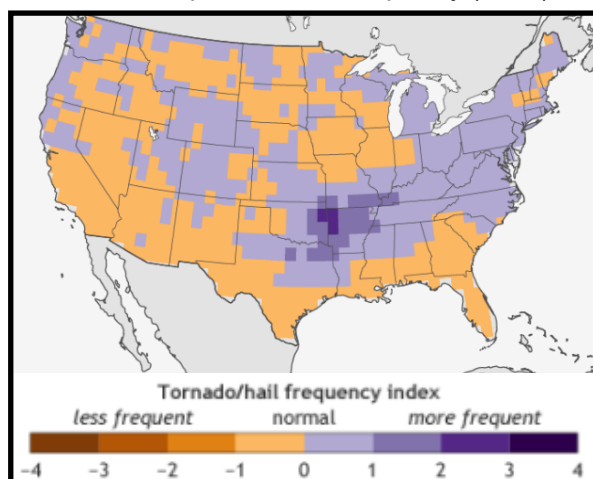 Tornado/hail frequency index
less frequent normal more frequent
−4 −3 −2 −1 0 1 2 3 4